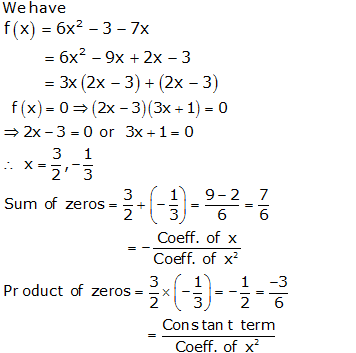 We have
f(x) = 6x² − 3 − 7x
= 6x² − 9x + 2x − 3
= 3x(2x − 3) + (2x − 3)
f(x) = 0 ⇒ (2x − 3)(3x + 1) = 0
⇒ 2x − 3 = 0 or 3x + 1 = 0
∴ x = 3/2, −1/3
Sum of zeros = 3/2 + (−1/3) = (9 − 2)/6 = 7/6
= − Coeff. of x / Coeff. of x²
Product of zeros = 3/2 × (−1/3) = −1/2 = −3/6
= Constant term / Coeff. of x²